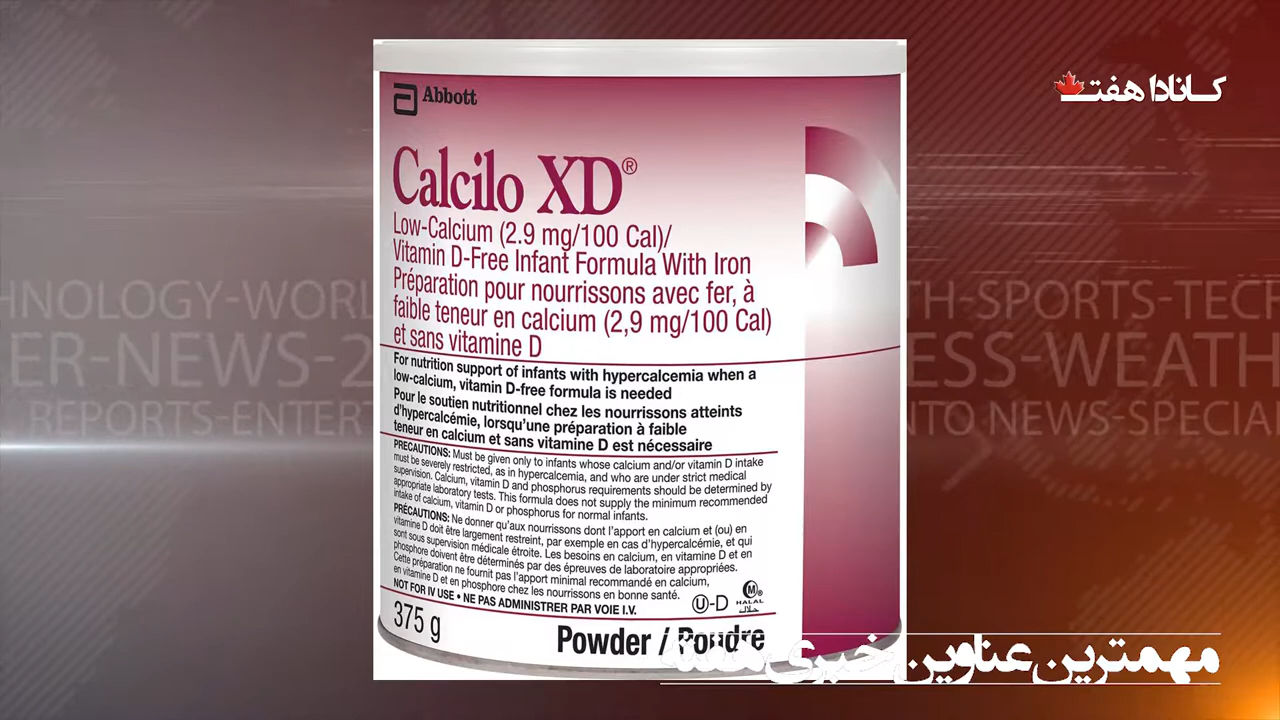 کانادا هفته
Abbott
Calcilo XD®
Low-Calcium (2.9 mg/100 Cal)/
Vitamin D-Free Infant Formula With Iron
Préparation pour nourrissons avec fer, à
faible teneur en calcium (2,9 mg/100 Cal)
et sans vitamine D
For nutrition support of infants with hypercalcemia when a
low-calcium, vitamin D-free formula is needed
Pour le soutien nutritionnel chez les nourrissons atteints
d'hypercalcémie, lorsqu'une préparation à faible
teneur en calcium et sans vitamine D est nécessaire
PRECAUTIONS: Must be given only to infants whose calcium and/or vitamin D intake
must be severely restricted, as in hypercalcemia, and who are under strict medical
supervision. Calcium, vitamin D and phosphorus requirements should be determined by
appropriate laboratory tests. This formula does not supply the minimum recommended
intake of calcium, vitamin D or phosphorus for normal infants.
PRÉCAUTIONS: Ne donner qu'aux nourrissons dont l'apport en calcium et (ou) en
vitamine D doit être largement restreint, par exemple en cas d'hypercalcémie, et qui
sont sous supervision médicale étroite. Les besoins en calcium, en vitamine D et en
phosphore doivent être déterminés par des épreuves de laboratoire appropriées.
Cette préparation ne fournit pas l'apport minimal recommandé en calcium,
en vitamine D et en phosphore chez les nourrissons en bonne santé.
NOT FOR IV USE • NE PAS ADMINISTRER PAR VOIE I.V.
U-D
M®
HALAL
حلال
375 g
Powder / Poudre
HNOLOGY-WORL
TH-SPORTS-TECH
ER-NEWS-2
ESS-WEATH
REPORTS-ENTERT
NTO NEWS-SPECIAL
مهمترین عناوین خبری